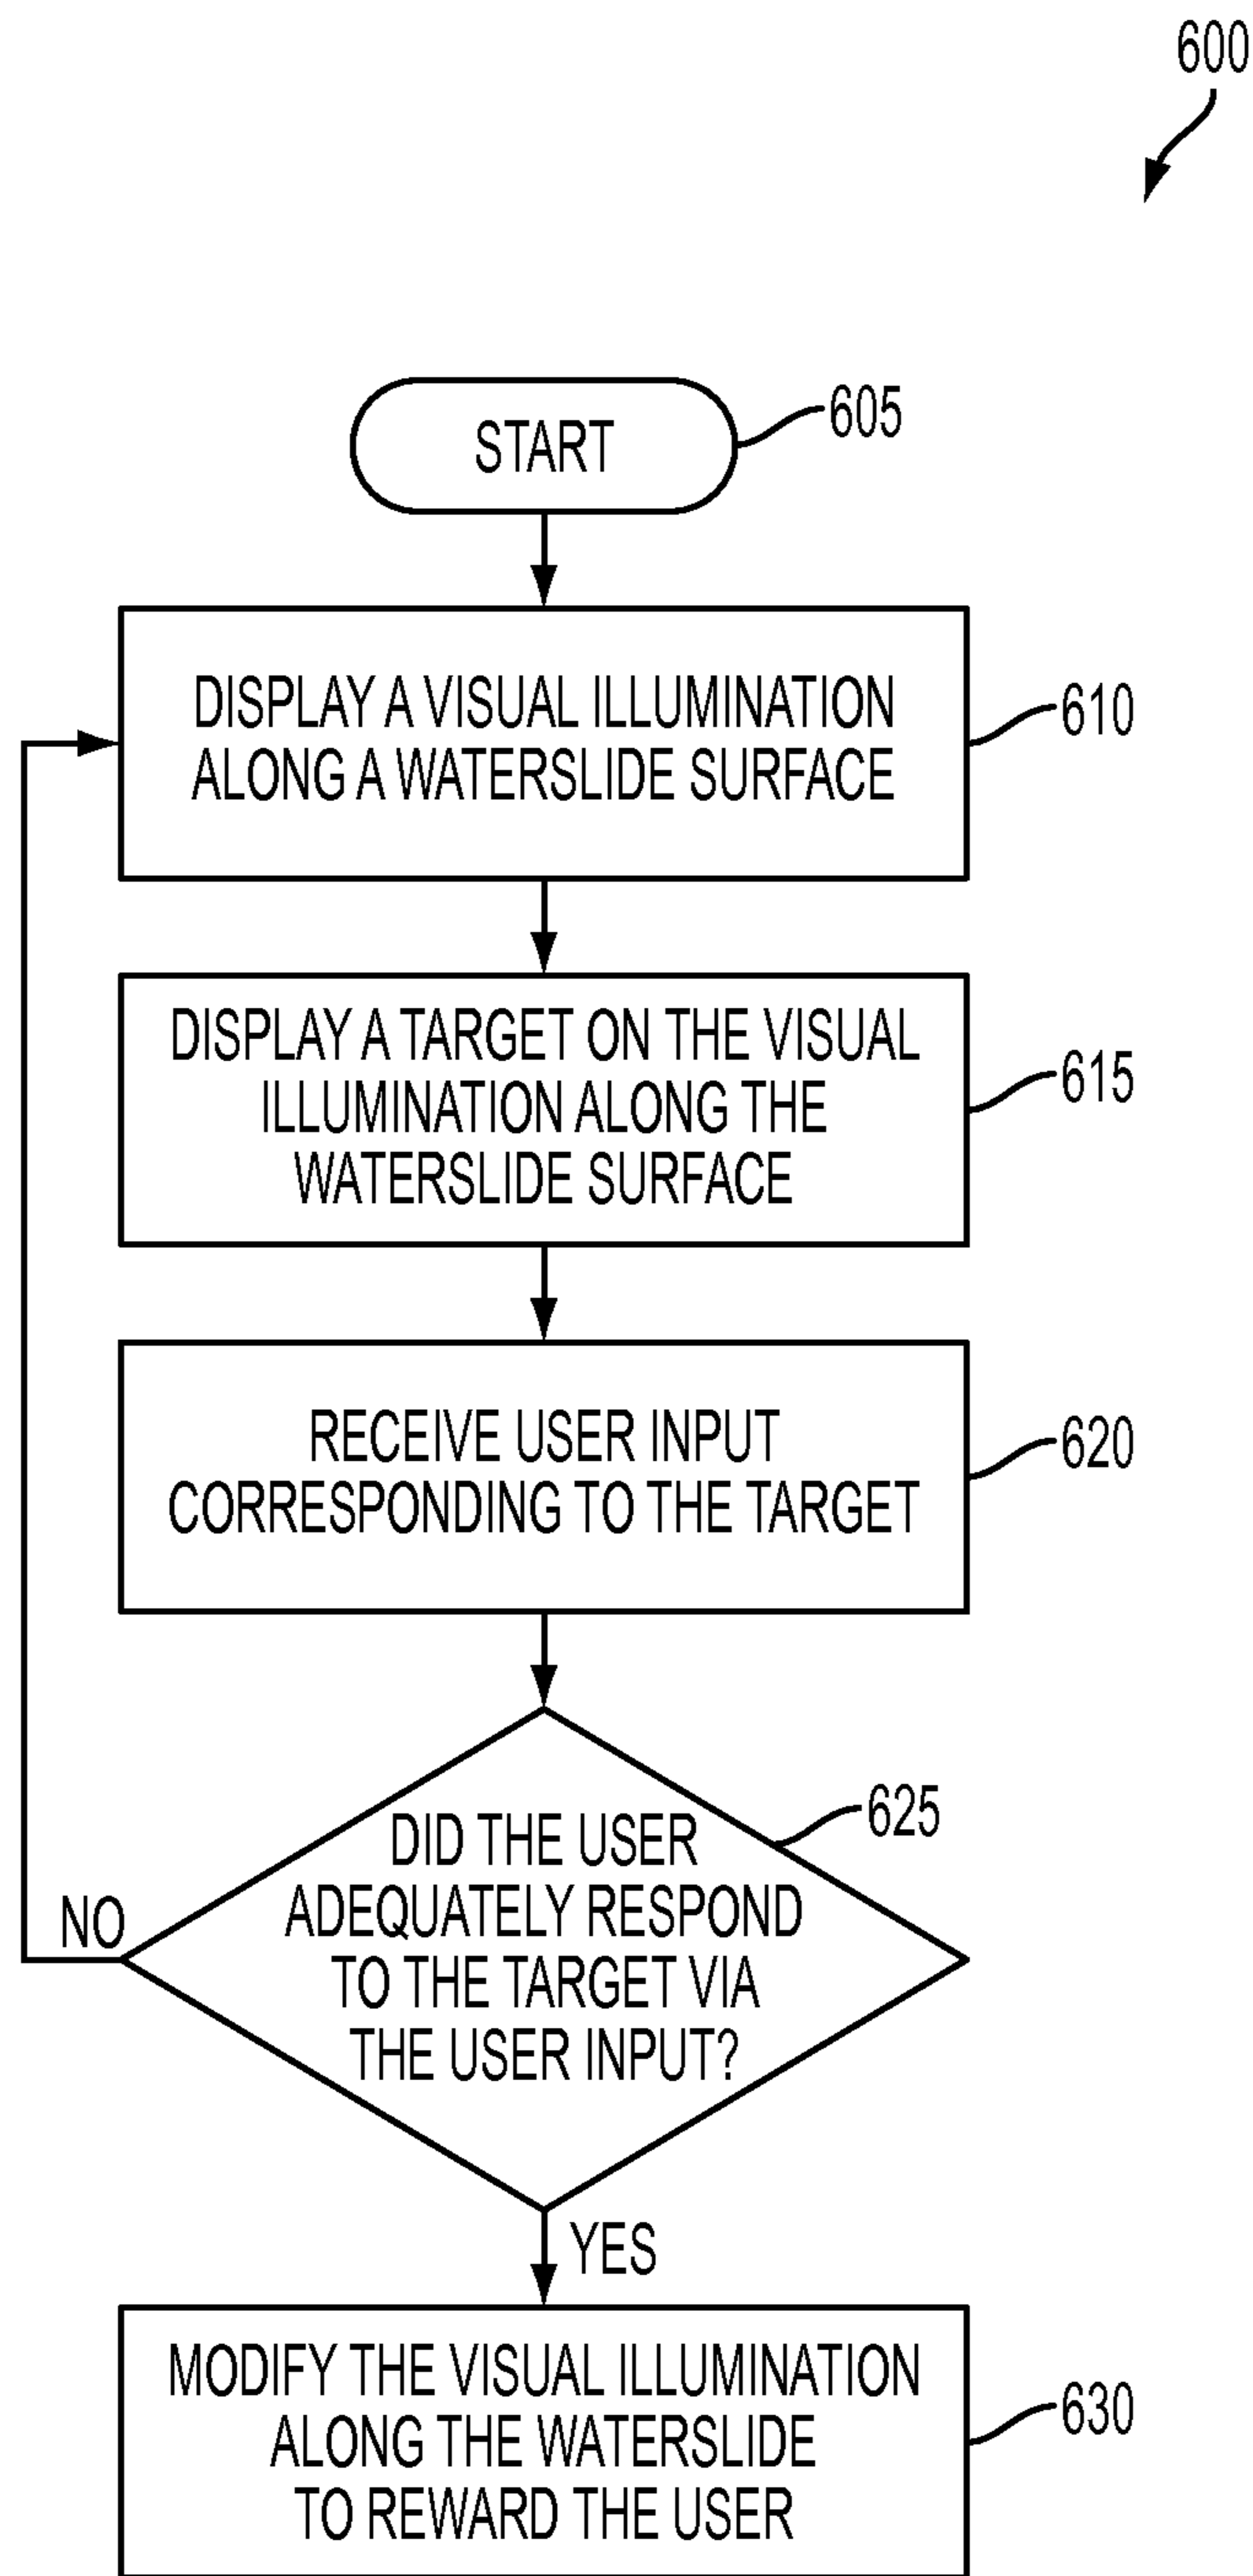 600
START
605
DISPLAY A VISUAL ILLUMINATION
ALONG A WATERSLIDE SURFACE
610
DISPLAY A TARGET ON THE VISUAL
ILLUMINATION ALONG THE
WATERSLIDE SURFACE
615
RECEIVE USER INPUT
CORRESPONDING TO THE TARGET
620
DID THE USER
ADEQUATELY RESPOND
TO THE TARGET VIA
THE USER INPUT?
625
NO
YES
MODIFY THE VISUAL ILLUMINATION
ALONG THE WATERSLIDE
TO REWARD THE USER
630